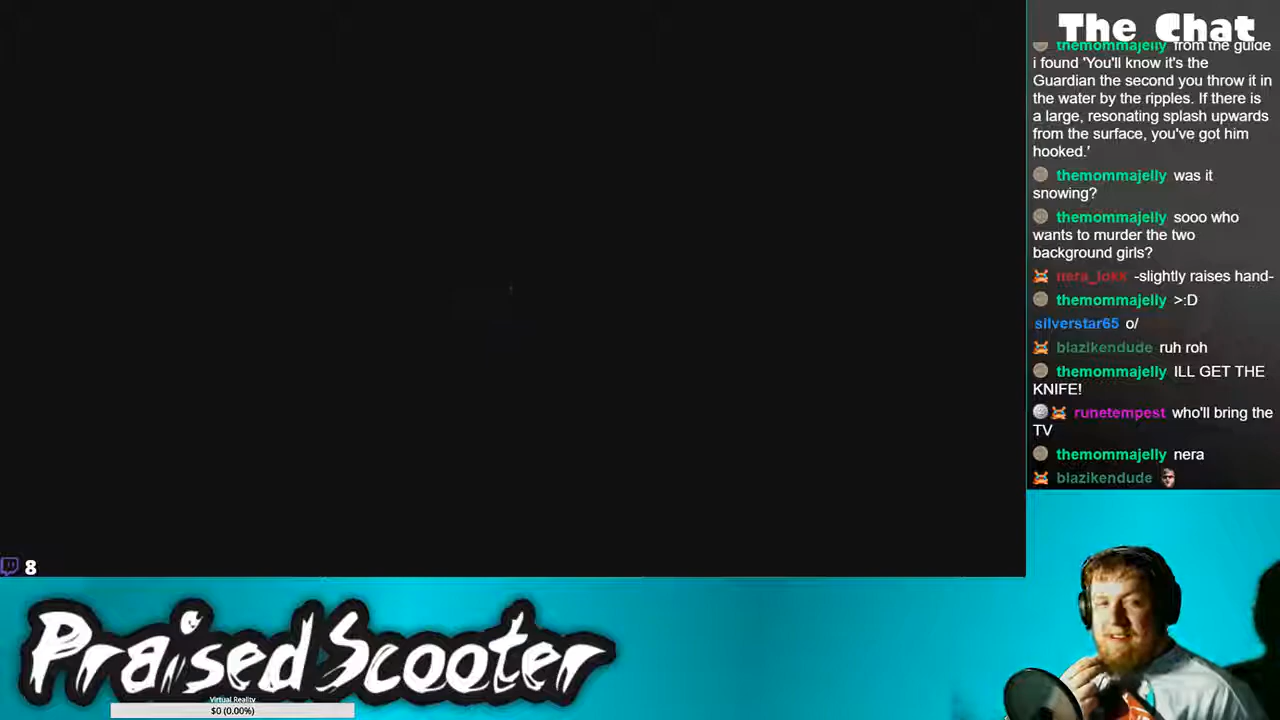 The Chat
themommajelly from the guide
i found 'You'll know it's the
Guardian the second you throw it in
the water by the ripples. If there is
a large, resonating splash upwards
from the surface, you've got him
hooked.'
themommajelly was it
snowing?
themommajelly sooo who
wants to murder the two
background girls?
nera_lokk -slightly raises hand-
themommajelly >:D
silverstar65 o/
blazikendude ruh roh
themommajelly ILL GET THE
KNIFE!
runetempest who'll bring the
TV
themommajelly nera
blazikendude
8
Praised Scooter
Virtual Reality
$0 (0.00%)